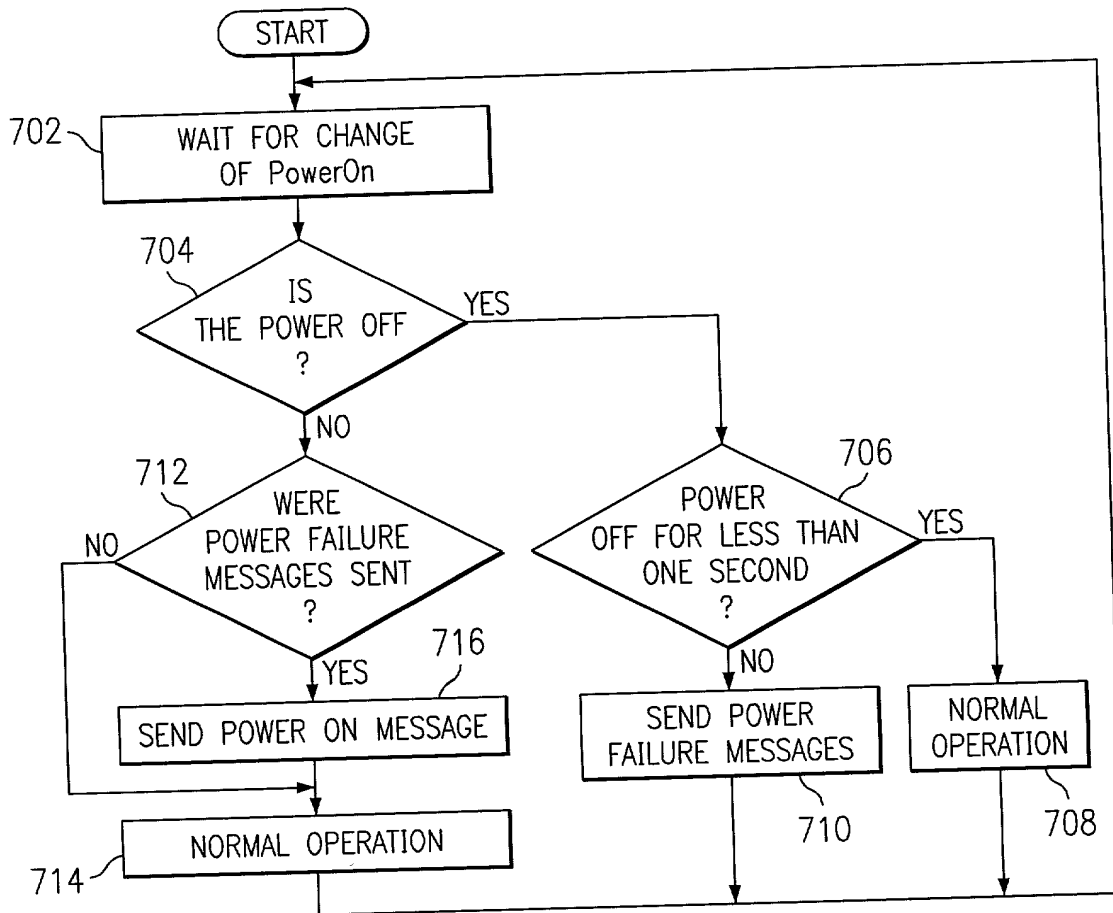 START
702
WAIT FOR CHANGE
OF PowerOn
704
IS
THE POWER OFF
?
YES
NO
712
WERE
POWER FAILURE
MESSAGES SENT
?
NO
YES
706
POWER
OFF FOR LESS THAN
ONE SECOND
?
YES
NO
716
SEND POWER ON MESSAGE
SEND POWER
FAILURE MESSAGES
710
NORMAL
OPERATION
708
NORMAL OPERATION
714